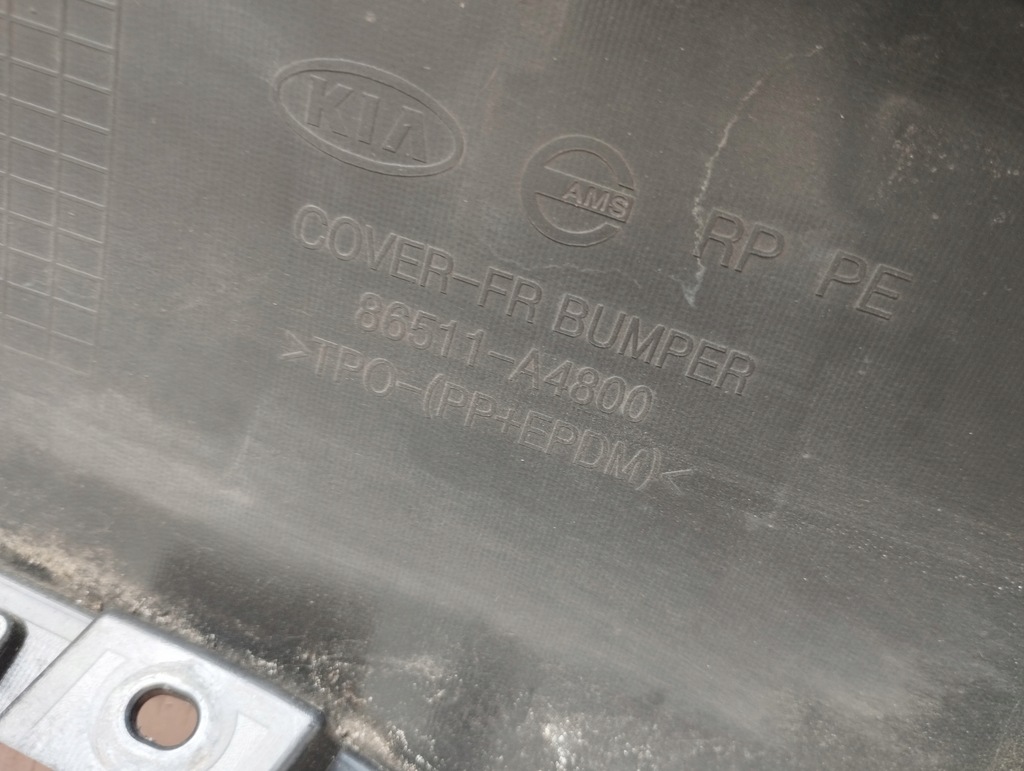 KIA
AMS
RP PE
COVER-FR BUMPER
86511-A4800
>TPO-(PP+EPDM)<